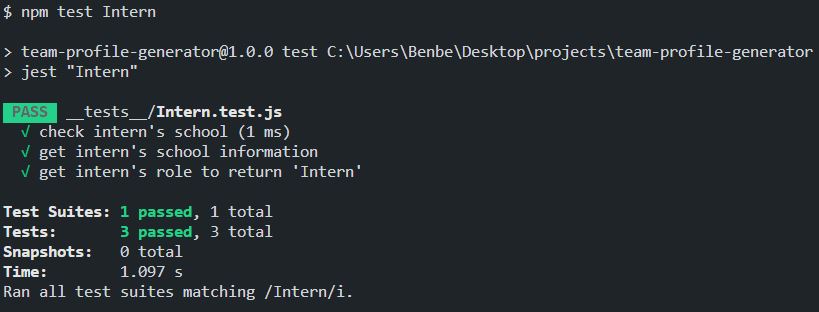 $ npm test Intern
> team-profile-generator@1.0.0 test C:\Users\Benbe\Desktop\projects\team-profile-generator
> jest "Intern"
PASS __tests__/Intern.test.js
√ check intern's school (1 ms)
√ get intern's school information
√ get intern's role to return 'Intern'
Test Suites: 1 passed, 1 total
Tests: 3 passed, 3 total
Snapshots: 0 total
Time: 1.097 s
Ran all test suites matching /Intern/i.